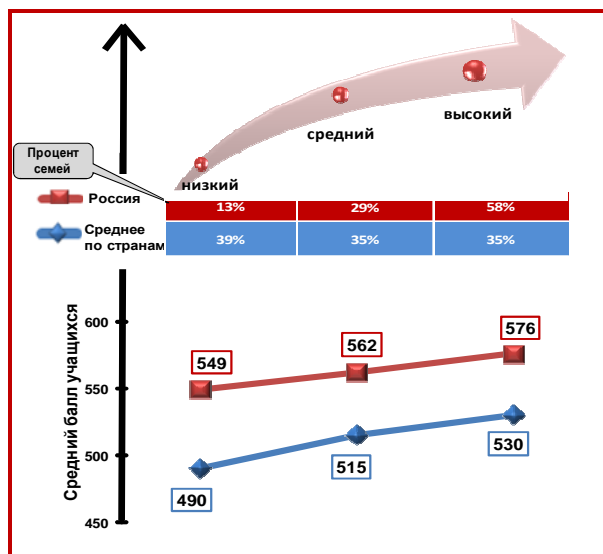 высокий
средний
низкий
Процент
семей
Россия
13% 29% 58%
Среднее
по странам
39% 35% 35%
Средний балл учащихся
600
550
500
450
549
562
576
490
515
530